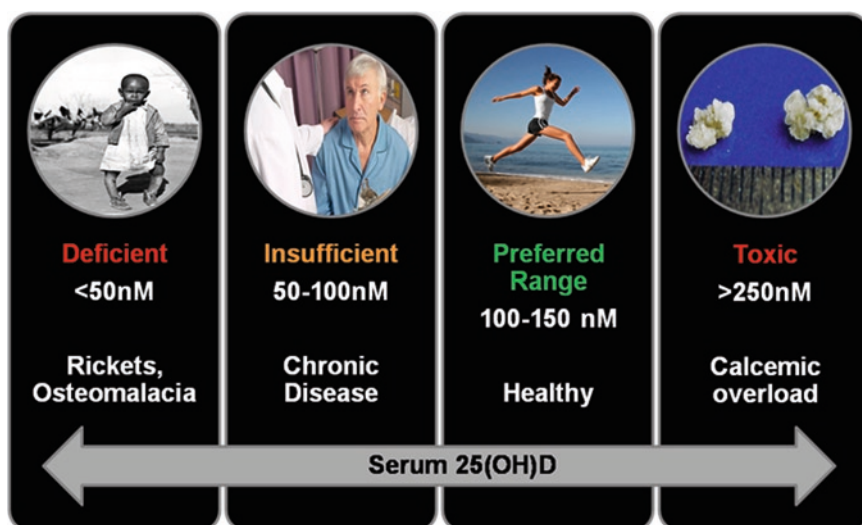 Deficient
<50nM
Rickets,
Osteomalacia
Insufficient
50-100nM
Chronic
Disease
Preferred
Range
100-150 nM
Healthy
Toxic
>250nM
Calcemic
overload
Serum 25(OH)D